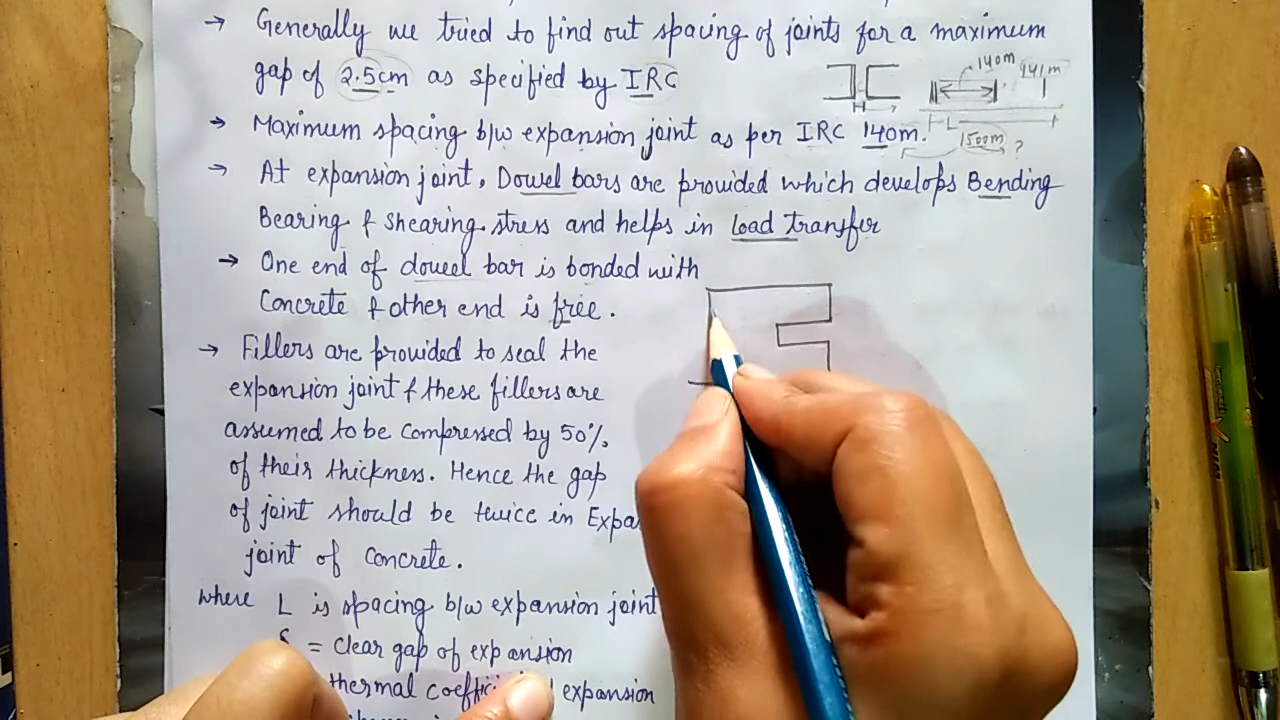 → Generally we tried to find out spacing of joints for a maximum
gap of 2.5cm as specified by IRC
140m 141m
→ Maximum spacing b/w expansion joint as per IRC 140m.
L
1500m ?
→ At expansion joint, Dowel bars are provided which develops Bending
Bearing & shearing stress and helps in load transfer
→ One end of dowel bar is bonded with
Concrete & other end is free.
→ Fillers are provided to seal the
expansion joint & these fillers are
assumed to be compressed by 50%
of their thickness. Hence the gap
of joint should be twice in
joint of concrete.
where L is spacing b/w expansion joint
= clear gap of expansion
thermal expansion